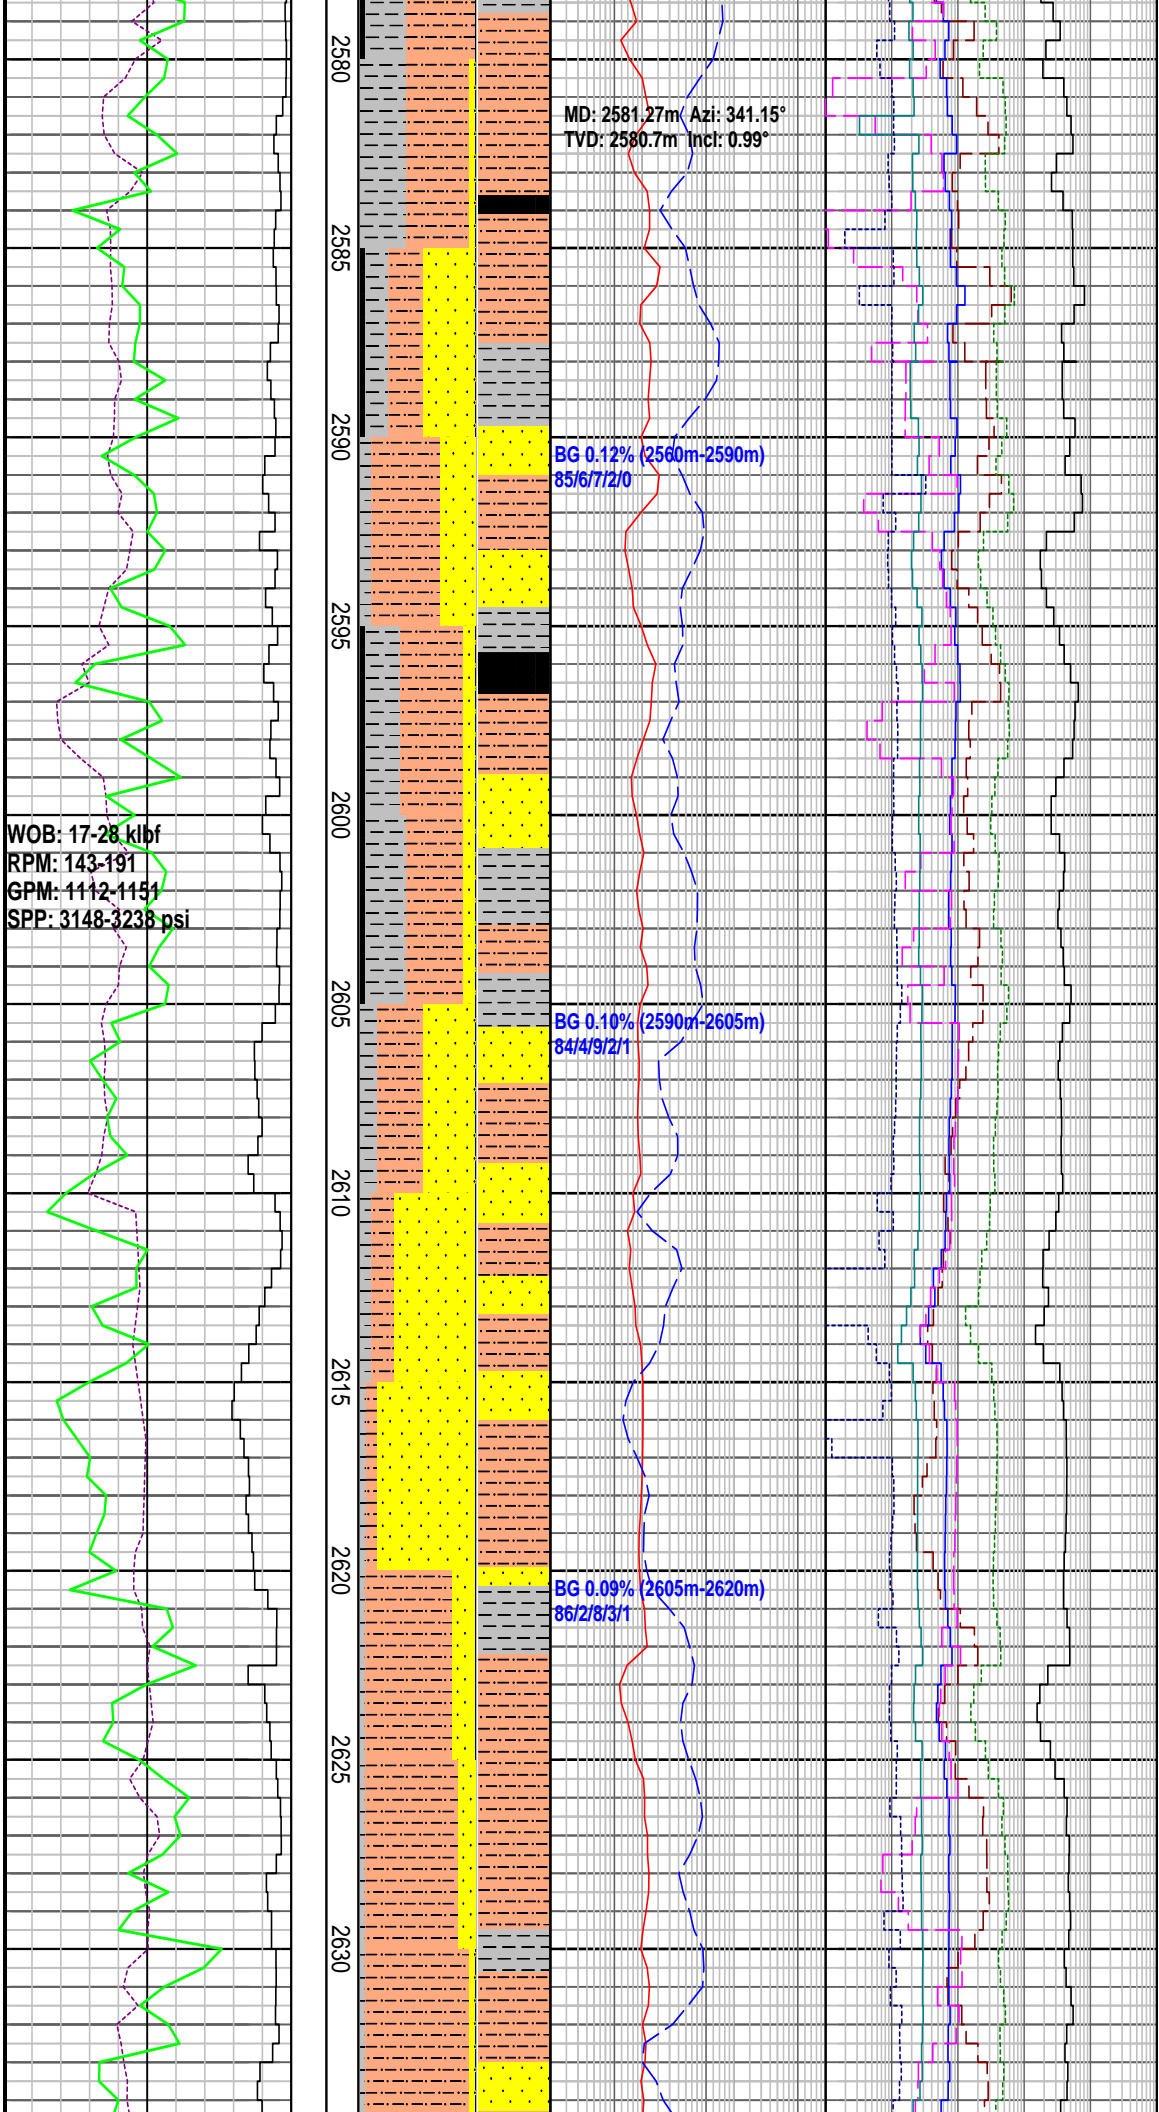 2580
MD: 2581.27m Azi: 341.15°
TVD: 2580.7m Incl: 0.99°
2585
2590
BG 0.12% (2560m-2590m)
85/6/7/2/0
2595
2600
WOB: 17-28 klbf
RPM: 143-191
GPM: 1112-1151
SPP: 3148-3238 psi
2605
BG 0.10% (2590m-2605m)
84/4/9/2/1
2610
2615
2620
BG 0.09% (2605m-2620m)
86/2/8/3/1
2625
2630